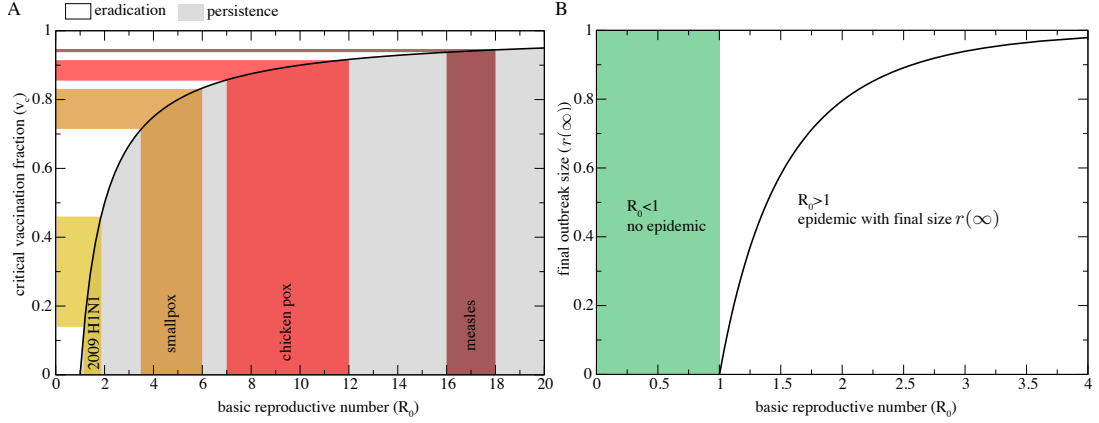 A
eradication
persistence
critical vaccination fraction (v_c)
1
0.8
0.6
0.4
0.2
0
2009 H1N1
smallpox
chicken pox
measles
0 2 4 6 8 10 12 14 16 18 20
basic reproductive number (R_0)
B
final outbreak size (r(∞))
1
0.8
0.6
0.4
0.2
0
R_0<1
no epidemic
R_0>1
epidemic with final size r(∞)
0 0.5 1 1.5 2 2.5 3 3.5 4
basic reproductive number (R_0)